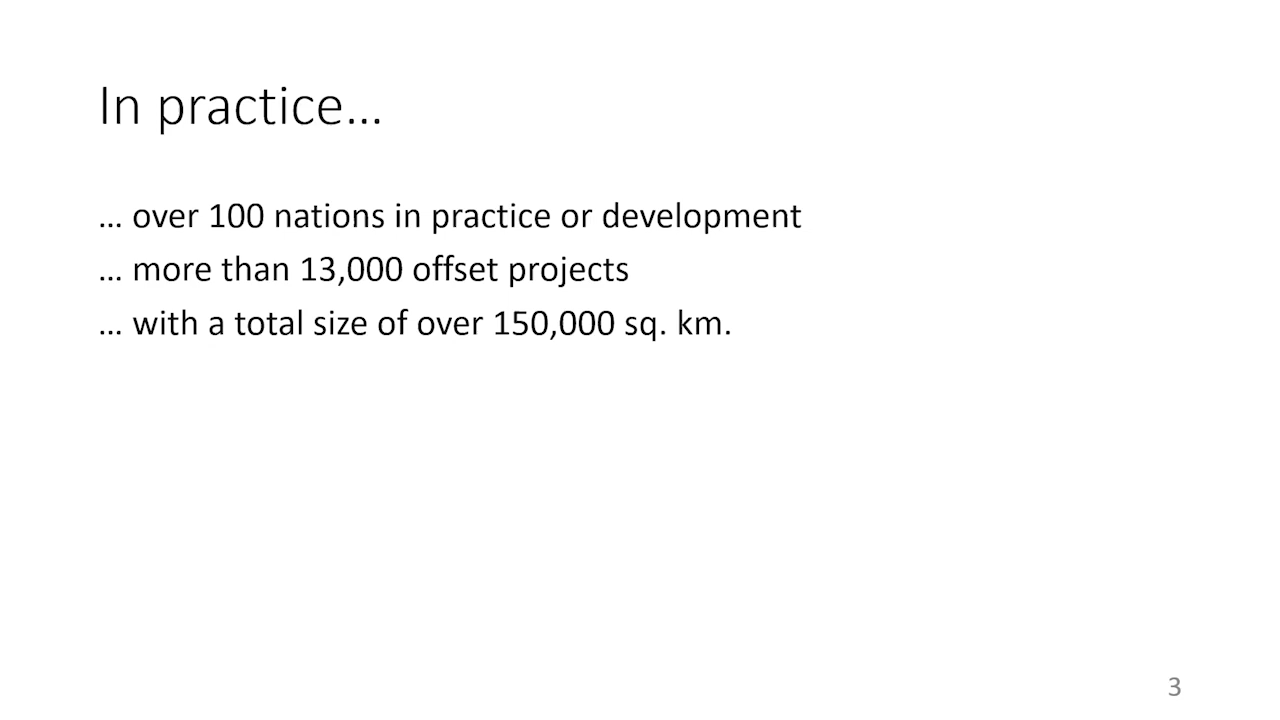 In practice…
… over 100 nations in practice or development
… more than 13,000 offset projects
… with a total size of over 150,000 sq. km.
3